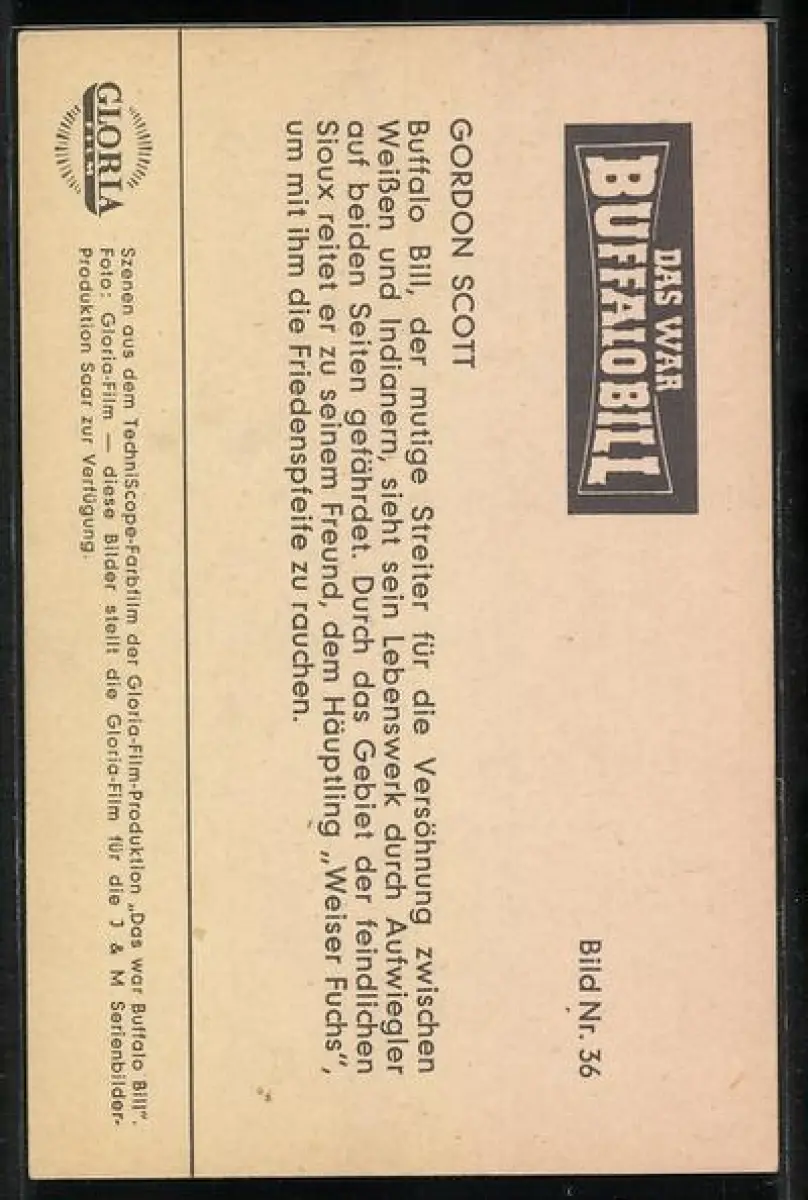 DAS WAR
BUFFALO BILL
Bild Nr. 36
GORDON SCOTT
Buffalo Bill, der mutige Streiter für die Versöhnung zwischen
Weißen und Indianern, sieht sein Lebenswerk durch Aufwiegler
auf beiden Seiten gefährdet. Durch das Gebiet der feindlichen
Sioux reitet er zu seinem Freund, dem Häuptling „Weiser Fuchs“,
um mit ihm die Friedenspfeife zu rauchen.
GLORIA
FILM
Szenen aus dem TechniScope-Farbfilm der Gloria-Film-Produktion „Das war Buffalo Bill“.
Foto: Gloria-Film — diese Bilder stellt die Gloria-Film für die J & M Serienbilder-
Produktion Saar zur Verfügung.